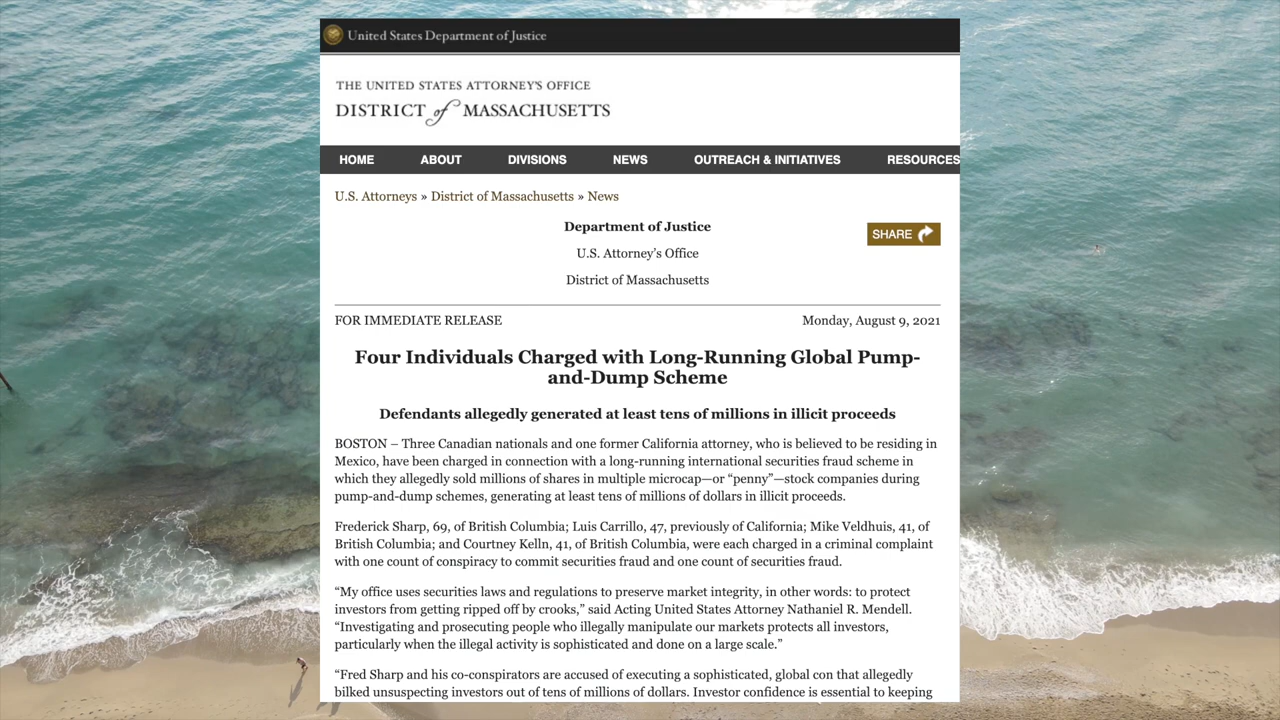 United States Department of Justice
THE UNITED STATES ATTORNEY'S OFFICE
DISTRICT of MASSACHUSETTS
HOME ABOUT DIVISIONS NEWS OUTREACH & INITIATIVES RESOURCES
U.S. Attorneys » District of Massachusetts » News
Department of Justice
SHARE
U.S. Attorney’s Office
District of Massachusetts
FOR IMMEDIATE RELEASE Monday, August 9, 2021
Four Individuals Charged with Long-Running Global Pump-
and-Dump Scheme
Defendants allegedly generated at least tens of millions in illicit proceeds
BOSTON – Three Canadian nationals and one former California attorney, who is believed to be residing in
Mexico, have been charged in connection with a long-running international securities fraud scheme in
which they allegedly sold millions of shares in multiple microcap—or “penny”—stock companies during
pump-and-dump schemes, generating at least tens of millions of dollars in illicit proceeds.
Frederick Sharp, 69, of British Columbia; Luis Carrillo, 47, previously of California; Mike Veldhuis, 41, of
British Columbia; and Courtney Kelln, 41, of British Columbia, were each charged in a criminal complaint
with one count of conspiracy to commit securities fraud and one count of securities fraud.
“My office uses securities laws and regulations to preserve market integrity, in other words: to protect
investors from getting ripped off by crooks,” said Acting United States Attorney Nathaniel R. Mendell.
“Investigating and prosecuting people who illegally manipulate our markets protects all investors,
particularly when the illegal activity is sophisticated and done on a large scale.”
“Fred Sharp and his co-conspirators are accused of executing a sophisticated, global con that allegedly
bilked unsuspecting investors out of tens of millions of dollars. Investor confidence is essential to keeping